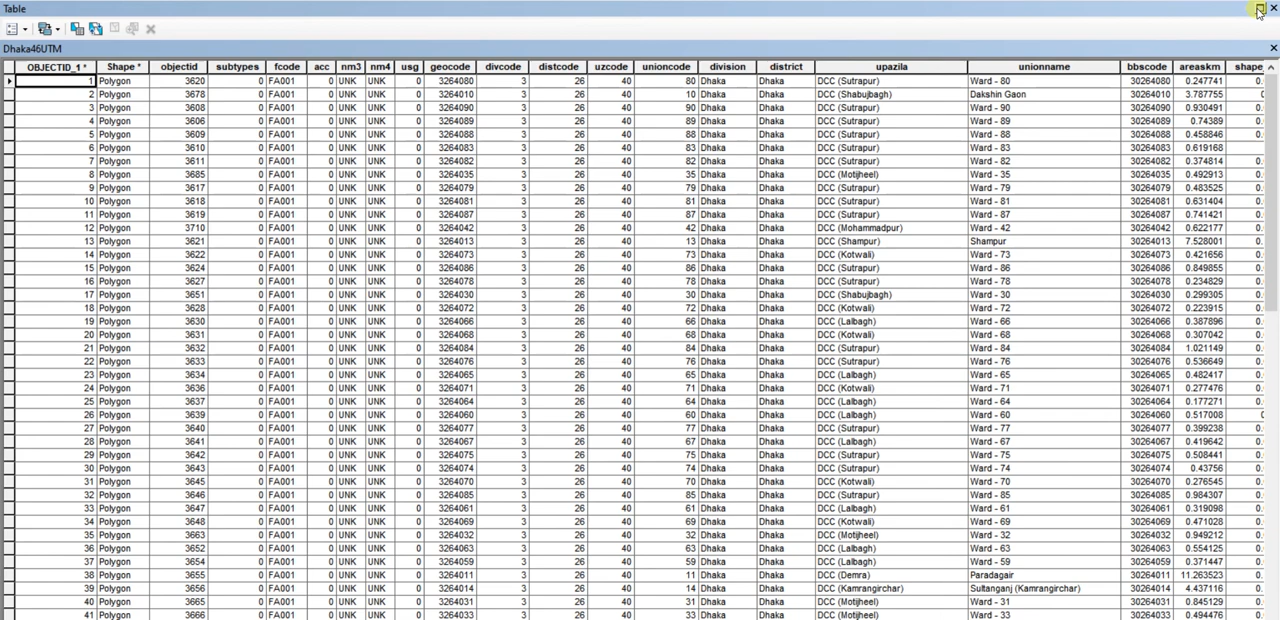 Table
Dhaka46UTM
OBJECTID_1 * Shape * objectid subtypes fcode acc nm3 nm4 usg geocode divcode distcode uzcode unioncode division district upazila unionname bbscode areaskm shape
1 Polygon 3620 0 FA001 0 UNK UNK 0 3264080 3 26 40 80 Dhaka Dhaka DCC (Sutrapur) Ward - 80 30264080 0.247741
2 Polygon 3678 0 FA001 0 UNK UNK 0 3264010 3 26 40 10 Dhaka Dhaka DCC (Shabujbagh) Dakshin Gaon 30264010 3.787755 0
3 Polygon 3608 0 FA001 0 UNK UNK 0 3264090 3 26 40 90 Dhaka Dhaka DCC (Sutrapur) Ward - 90 30264090 0.930491 0.
4 Polygon 3606 0 FA001 0 UNK UNK 0 3264089 3 26 40 89 Dhaka Dhaka DCC (Sutrapur) Ward - 89 30264089 0.74389
5 Polygon 3609 0 FA001 0 UNK UNK 0 3264088 3 26 40 88 Dhaka Dhaka DCC (Sutrapur) Ward - 88 30264088 0.458846 0.
6 Polygon 3610 0 FA001 0 UNK UNK 0 3264083 3 26 40 83 Dhaka Dhaka DCC (Sutrapur) Ward - 83 30264083 0.619168
7 Polygon 3611 0 FA001 0 UNK UNK 0 3264082 3 26 40 82 Dhaka Dhaka DCC (Sutrapur) Ward - 82 30264082 0.374814 0.
8 Polygon 3685 0 FA001 0 UNK UNK 0 3264035 3 26 40 35 Dhaka Dhaka DCC (Motijheel) Ward - 35 30264035 0.492913 0.
9 Polygon 3617 0 FA001 0 UNK UNK 0 3264079 3 26 40 79 Dhaka Dhaka DCC (Sutrapur) Ward - 79 30264079 0.483525 0.
10 Polygon 3618 0 FA001 0 UNK UNK 0 3264081 3 26 40 81 Dhaka Dhaka DCC (Sutrapur) Ward - 81 30264081 0.631404 0.
11 Polygon 3619 0 FA001 0 UNK UNK 0 3264087 3 26 40 87 Dhaka Dhaka DCC (Sutrapur) Ward - 87 30264087 0.741421 0.
12 Polygon 3710 0 FA001 0 UNK UNK 0 3264042 3 26 40 42 Dhaka Dhaka DCC (Mohammadpur) Ward - 42 30264042 0.622177 0.
13 Polygon 3621 0 FA001 0 UNK UNK 0 3264013 3 26 40 13 Dhaka Dhaka DCC (Shampur) Shampur 30264013 7.528001 0.
14 Polygon 3622 0 FA001 0 UNK UNK 0 3264073 3 26 40 73 Dhaka Dhaka DCC (Kotwali) Ward - 73 30264073 0.421656 0.
15 Polygon 3624 0 FA001 0 UNK UNK 0 3264086 3 26 40 86 Dhaka Dhaka DCC (Sutrapur) Ward - 86 30264086 0.849855 0.
16 Polygon 3627 0 FA001 0 UNK UNK 0 3264078 3 26 40 78 Dhaka Dhaka DCC (Sutrapur) Ward - 78 30264078 0.234829 0.
17 Polygon 3651 0 FA001 0 UNK UNK 0 3264030 3 26 40 30 Dhaka Dhaka DCC (Shabujbagh) Ward - 30 30264030 0.299305 0.
18 Polygon 3628 0 FA001 0 UNK UNK 0 3264072 3 26 40 72 Dhaka Dhaka DCC (Kotwali) Ward - 72 30264072 0.223915 0.
19 Polygon 3630 0 FA001 0 UNK UNK 0 3264066 3 26 40 66 Dhaka Dhaka DCC (Lalbagh) Ward - 66 30264066 0.387896 0.
20 Polygon 3631 0 FA001 0 UNK UNK 0 3264068 3 26 40 68 Dhaka Dhaka DCC (Kotwali) Ward - 68 30264068 0.307042 0.
21 Polygon 3632 0 FA001 0 UNK UNK 0 3264084 3 26 40 84 Dhaka Dhaka DCC (Sutrapur) Ward - 84 30264084 1.021149 0.
22 Polygon 3633 0 FA001 0 UNK UNK 0 3264076 3 26 40 76 Dhaka Dhaka DCC (Sutrapur) Ward - 76 30264076 0.536649 0.
23 Polygon 3634 0 FA001 0 UNK UNK 0 3264065 3 26 40 65 Dhaka Dhaka DCC (Lalbagh) Ward - 65 30264065 0.482417 0.
24 Polygon 3636 0 FA001 0 UNK UNK 0 3264071 3 26 40 71 Dhaka Dhaka DCC (Kotwali) Ward - 71 30264071 0.277476 0.
25 Polygon 3637 0 FA001 0 UNK UNK 0 3264064 3 26 40 64 Dhaka Dhaka DCC (Lalbagh) Ward - 64 30264064 0.177271 0.
26 Polygon 3639 0 FA001 0 UNK UNK 0 3264060 3 26 40 60 Dhaka Dhaka DCC (Lalbagh) Ward - 60 30264060 0.517008 0
27 Polygon 3640 0 FA001 0 UNK UNK 0 3264077 3 26 40 77 Dhaka Dhaka DCC (Sutrapur) Ward - 77 30264077 0.399238 0.
28 Polygon 3641 0 FA001 0 UNK UNK 0 3264067 3 26 40 67 Dhaka Dhaka DCC (Lalbagh) Ward - 67 30264067 0.419642 0.
29 Polygon 3642 0 FA001 0 UNK UNK 0 3264075 3 26 40 75 Dhaka Dhaka DCC (Sutrapur) Ward - 75 30264075 0.508441 0.
30 Polygon 3643 0 FA001 0 UNK UNK 0 3264074 3 26 40 74 Dhaka Dhaka DCC (Sutrapur) Ward - 74 30264074 0.43756 0.
31 Polygon 3645 0 FA001 0 UNK UNK 0 3264070 3 26 40 70 Dhaka Dhaka DCC (Kotwali) Ward - 70 30264070 0.276545 0.
32 Polygon 3646 0 FA001 0 UNK UNK 0 3264085 3 26 40 85 Dhaka Dhaka DCC (Sutrapur) Ward - 85 30264085 0.984307 0.
33 Polygon 3647 0 FA001 0 UNK UNK 0 3264061 3 26 40 61 Dhaka Dhaka DCC (Lalbagh) Ward - 61 30264061 0.319098 0.
34 Polygon 3648 0 FA001 0 UNK UNK 0 3264069 3 26 40 69 Dhaka Dhaka DCC (Kotwali) Ward - 69 30264069 0.471028 0.
35 Polygon 3663 0 FA001 0 UNK UNK 0 3264032 3 26 40 32 Dhaka Dhaka DCC (Motijheel) Ward - 32 30264032 0.949212 0.
36 Polygon 3652 0 FA001 0 UNK UNK 0 3264063 3 26 40 63 Dhaka Dhaka DCC (Lalbagh) Ward - 63 30264063 0.554125 0.
37 Polygon 3654 0 FA001 0 UNK UNK 0 3264059 3 26 40 59 Dhaka Dhaka DCC (Lalbagh) Ward - 59 30264059 0.371447 0.
38 Polygon 3655 0 FA001 0 UNK UNK 0 3264011 3 26 40 11 Dhaka Dhaka DCC (Demra) Paradagair 30264011 11.263523 0.
39 Polygon 3656 0 FA001 0 UNK UNK 0 3264014 3 26 40 14 Dhaka Dhaka DCC (Kamrangirchar) Sultanganj (Kamrangirchar) 30264014 4.437116 0.
40 Polygon 3665 0 FA001 0 UNK UNK 0 3264031 3 26 40 31 Dhaka Dhaka DCC (Motijheel) Ward - 31 30264031 0.845129 0.
41 Polygon 3666 0 FA001 0 UNK UNK 0 3264033 3 26 40 33 Dhaka Dhaka DCC (Motijheel) Ward - 33 30264033 0.494476 0.